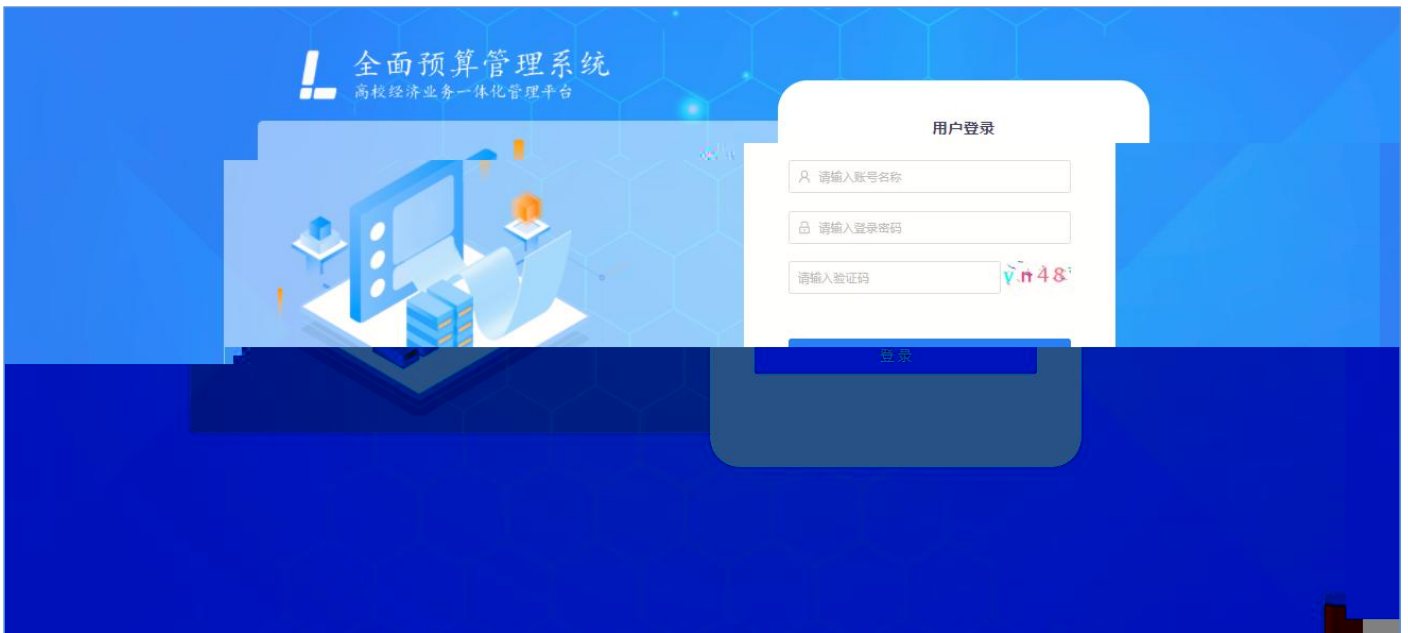 全面预算管理系统
高校经济业务一体化管理平台
用户登录
请输入账号名称
请输入登录密码
请输入验证码
yn48
登录